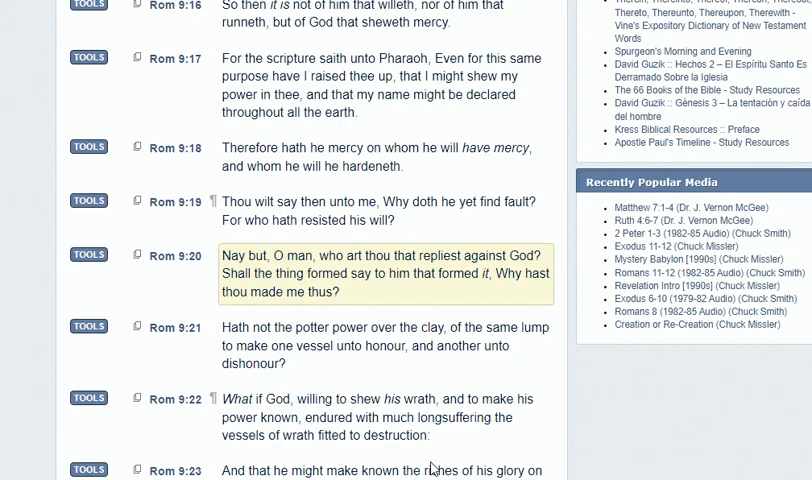 TOOLS Rom 9:16 So then it is not of him that willeth, nor of him that
runneth, but of God that sheweth mercy.
TOOLS Rom 9:17 For the scripture saith unto Pharaoh, Even for this same
purpose have I raised thee up, that I might shew my
power in thee, and that my name might be declared
throughout all the earth.
TOOLS Rom 9:18 Therefore hath he mercy on whom he will have mercy,
and whom he will he hardeneth.
TOOLS Rom 9:19 ¶ Thou wilt say then unto me, Why doth he yet find fault?
For who hath resisted his will?
TOOLS Rom 9:20 Nay but, O man, who art thou that repliest against God?
Shall the thing formed say to him that formed it, Why hast
thou made me thus?
TOOLS Rom 9:21 Hath not the potter power over the clay, of the same lump
to make one vessel unto honour, and another unto
dishonour?
TOOLS Rom 9:22 ¶ What if God, willing to shew his wrath, and to make his
power known, endured with much longsuffering the
vessels of wrath fitted to destruction:
TOOLS Rom 9:23 And that he might make known the riches of his glory on
Thereto, Thereunto, Thereupon, Therewith -
Vine's Expository Dictionary of New Testament
Words
Spurgeon's Morning and Evening
David Guzik :: Hechos 2 – El Espíritu Santo Es
Derramado Sobre la Iglesia
The 66 Books of the Bible - Study Resources
David Guzik :: Génesis 3 – La tentación y caída
del hombre
Kress Biblical Resources :: Preface
Apostle Paul's Timeline - Study Resources
Recently Popular Media
Matthew 7:1-4 (Dr. J. Vernon McGee)
Ruth 4:6-7 (Dr. J. Vernon McGee)
2 Peter 1-3 (1982-85 Audio) (Chuck Smith)
Exodus 11-12 (Chuck Missler)
Mystery Babylon [1990s] (Chuck Missler)
Romans 11-12 (1982-85 Audio) (Chuck Smith)
Revelation Intro [1990s] (Chuck Missler)
Exodus 6-10 (1979-82 Audio) (Chuck Smith)
Romans 8 (1982-85 Audio) (Chuck Smith)
Creation or Re-Creation (Chuck Missler)